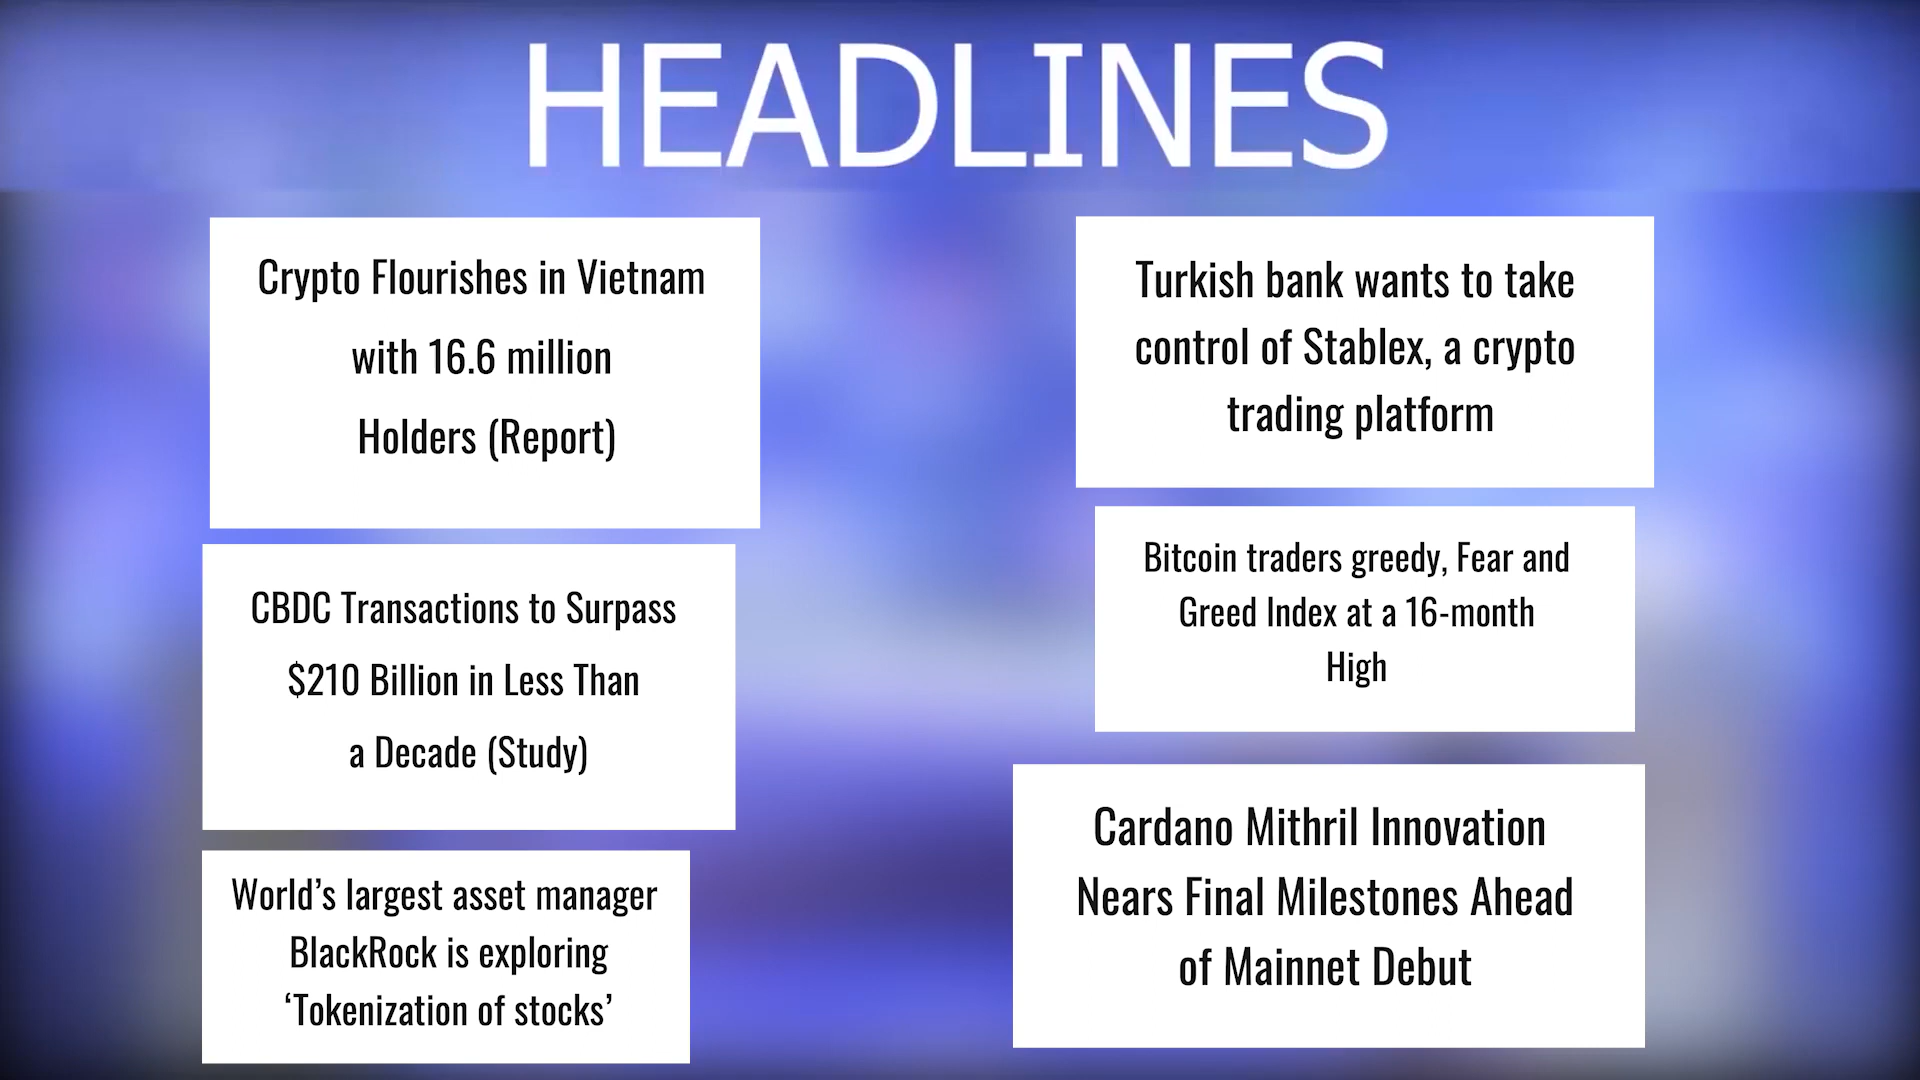 HEADLINES
Crypto Flourishes in Vietnam
with 16.6 million
Holders (Report)
CBDC Transactions to Surpass
$210 Billion in Less Than
a Decade (Study)
World’s largest asset manager
BlackRock is exploring
‘Tokenization of stocks’
Turkish bank wants to take
control of Stablex, a crypto
trading platform
Bitcoin traders greedy, Fear and
Greed Index at a 16-month
High
Cardano Mithril Innovation
Nears Final Milestones Ahead
of Mainnet Debut